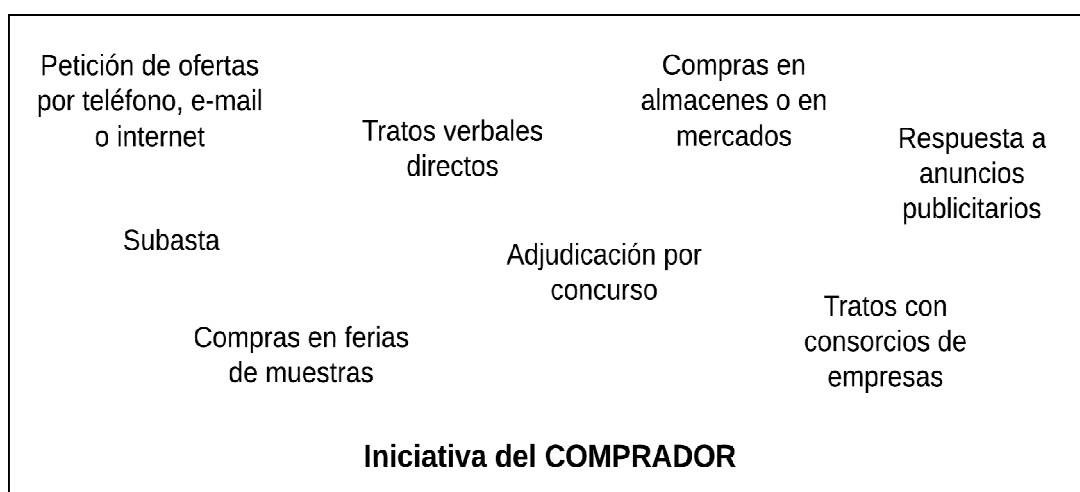 Petición de ofertas
por teléfono, e-mail
o internet
Tratos verbales
directos
Compras en
almacenes o en
mercados
Respuesta a
anuncios
publicitarios
Subasta
Adjudicación por
concurso
Tratos con
consorcios de
empresas
Compras en ferias
de muestras
Iniciativa del COMPRADOR